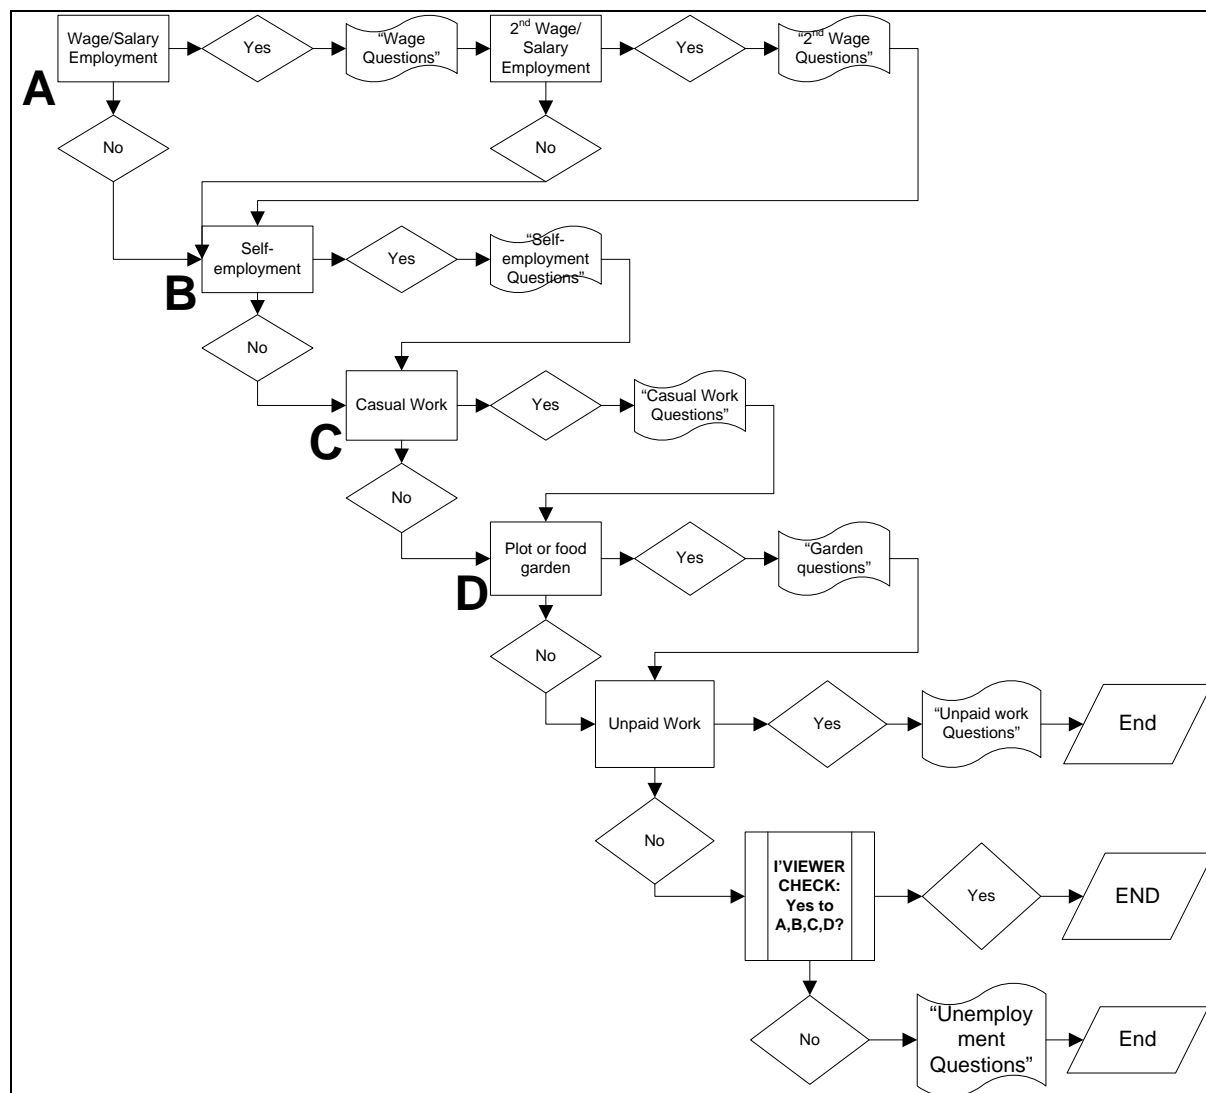 Wage/Salary
Employment
Yes
“Wage
Questions”
2nd Wage/
Salary
Employment
Yes
“2nd Wage
Questions”
A
No
No
Self-
employment
Yes
“Self-
employment
Questions”
B
No
Casual Work
Yes
“Casual Work
Questions”
C
No
Plot or food
garden
Yes
“Garden
questions”
D
No
Unpaid Work
Yes
“Unpaid work
Questions”
End
No
I’VIEWER
CHECK:
Yes to
A,B,C,D?
Yes
END
No
“Unemploy
ment
Questions”
End